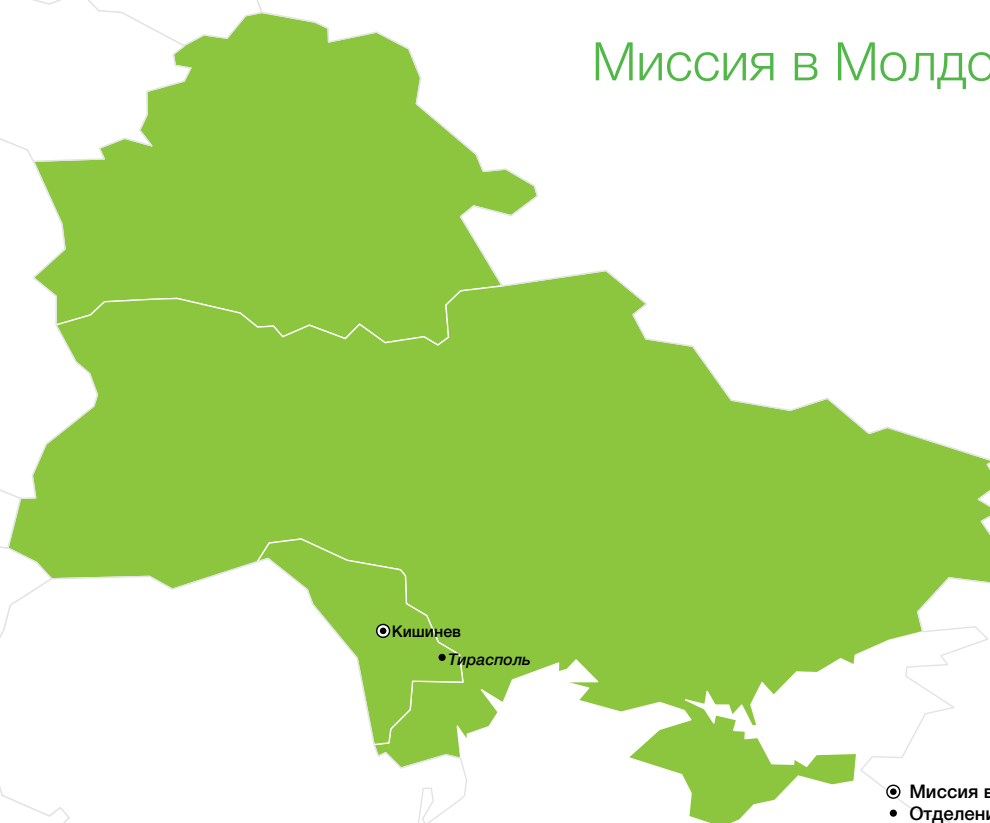 Миссия в Молдо
Кишинев
Тирасполь
Миссия в
Отделени